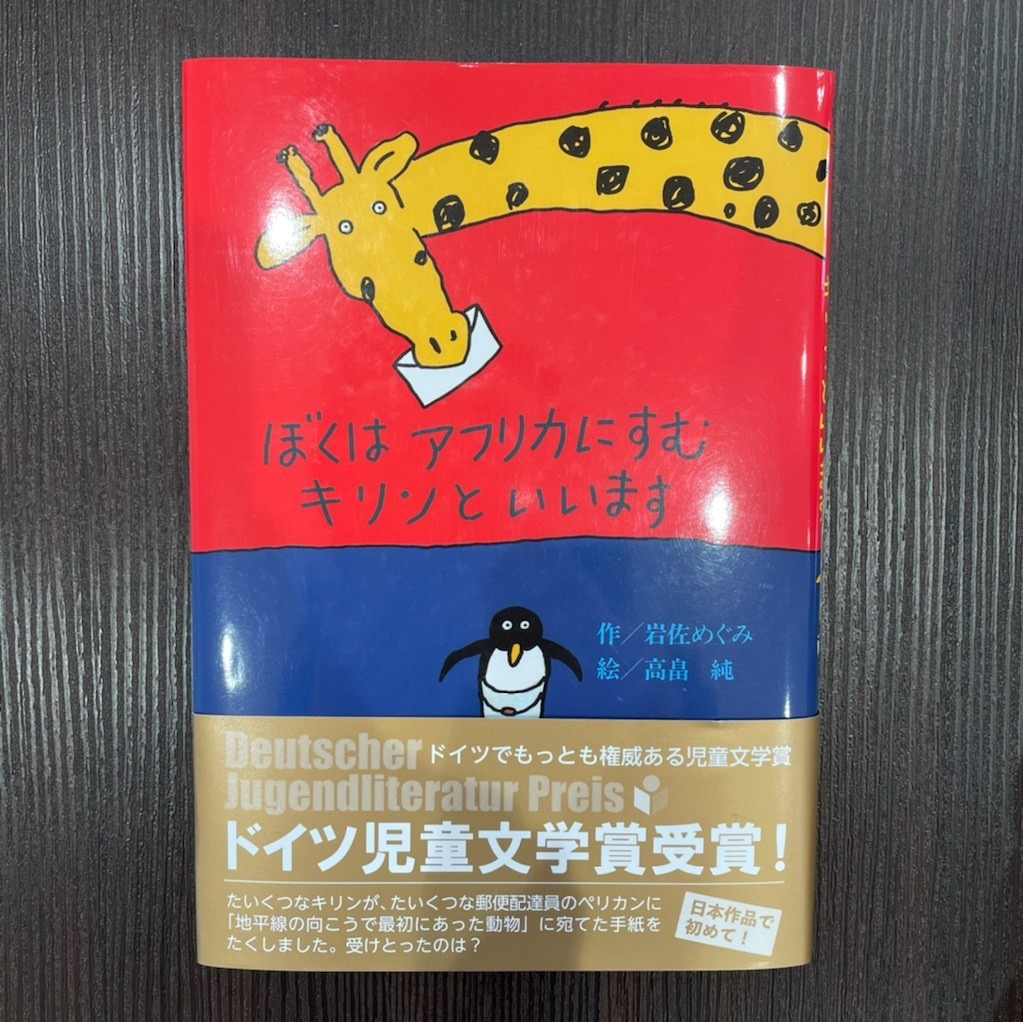 ぼくは アフリカにすむ
キリンと いいます
作／岩佐めぐみ
絵／高畠 純
Deutscher
Jugendliteratur Preis
ドイツでもっとも権威ある児童文学賞
ドイツ児童文学賞受賞!
たいくつなキリンが、たいくつな郵便配達員のペリカンに
「地平線の向こうで最初にあった動物」に宛てた手紙を
たくしました。受けとったのは?
日本作品で
初めて!